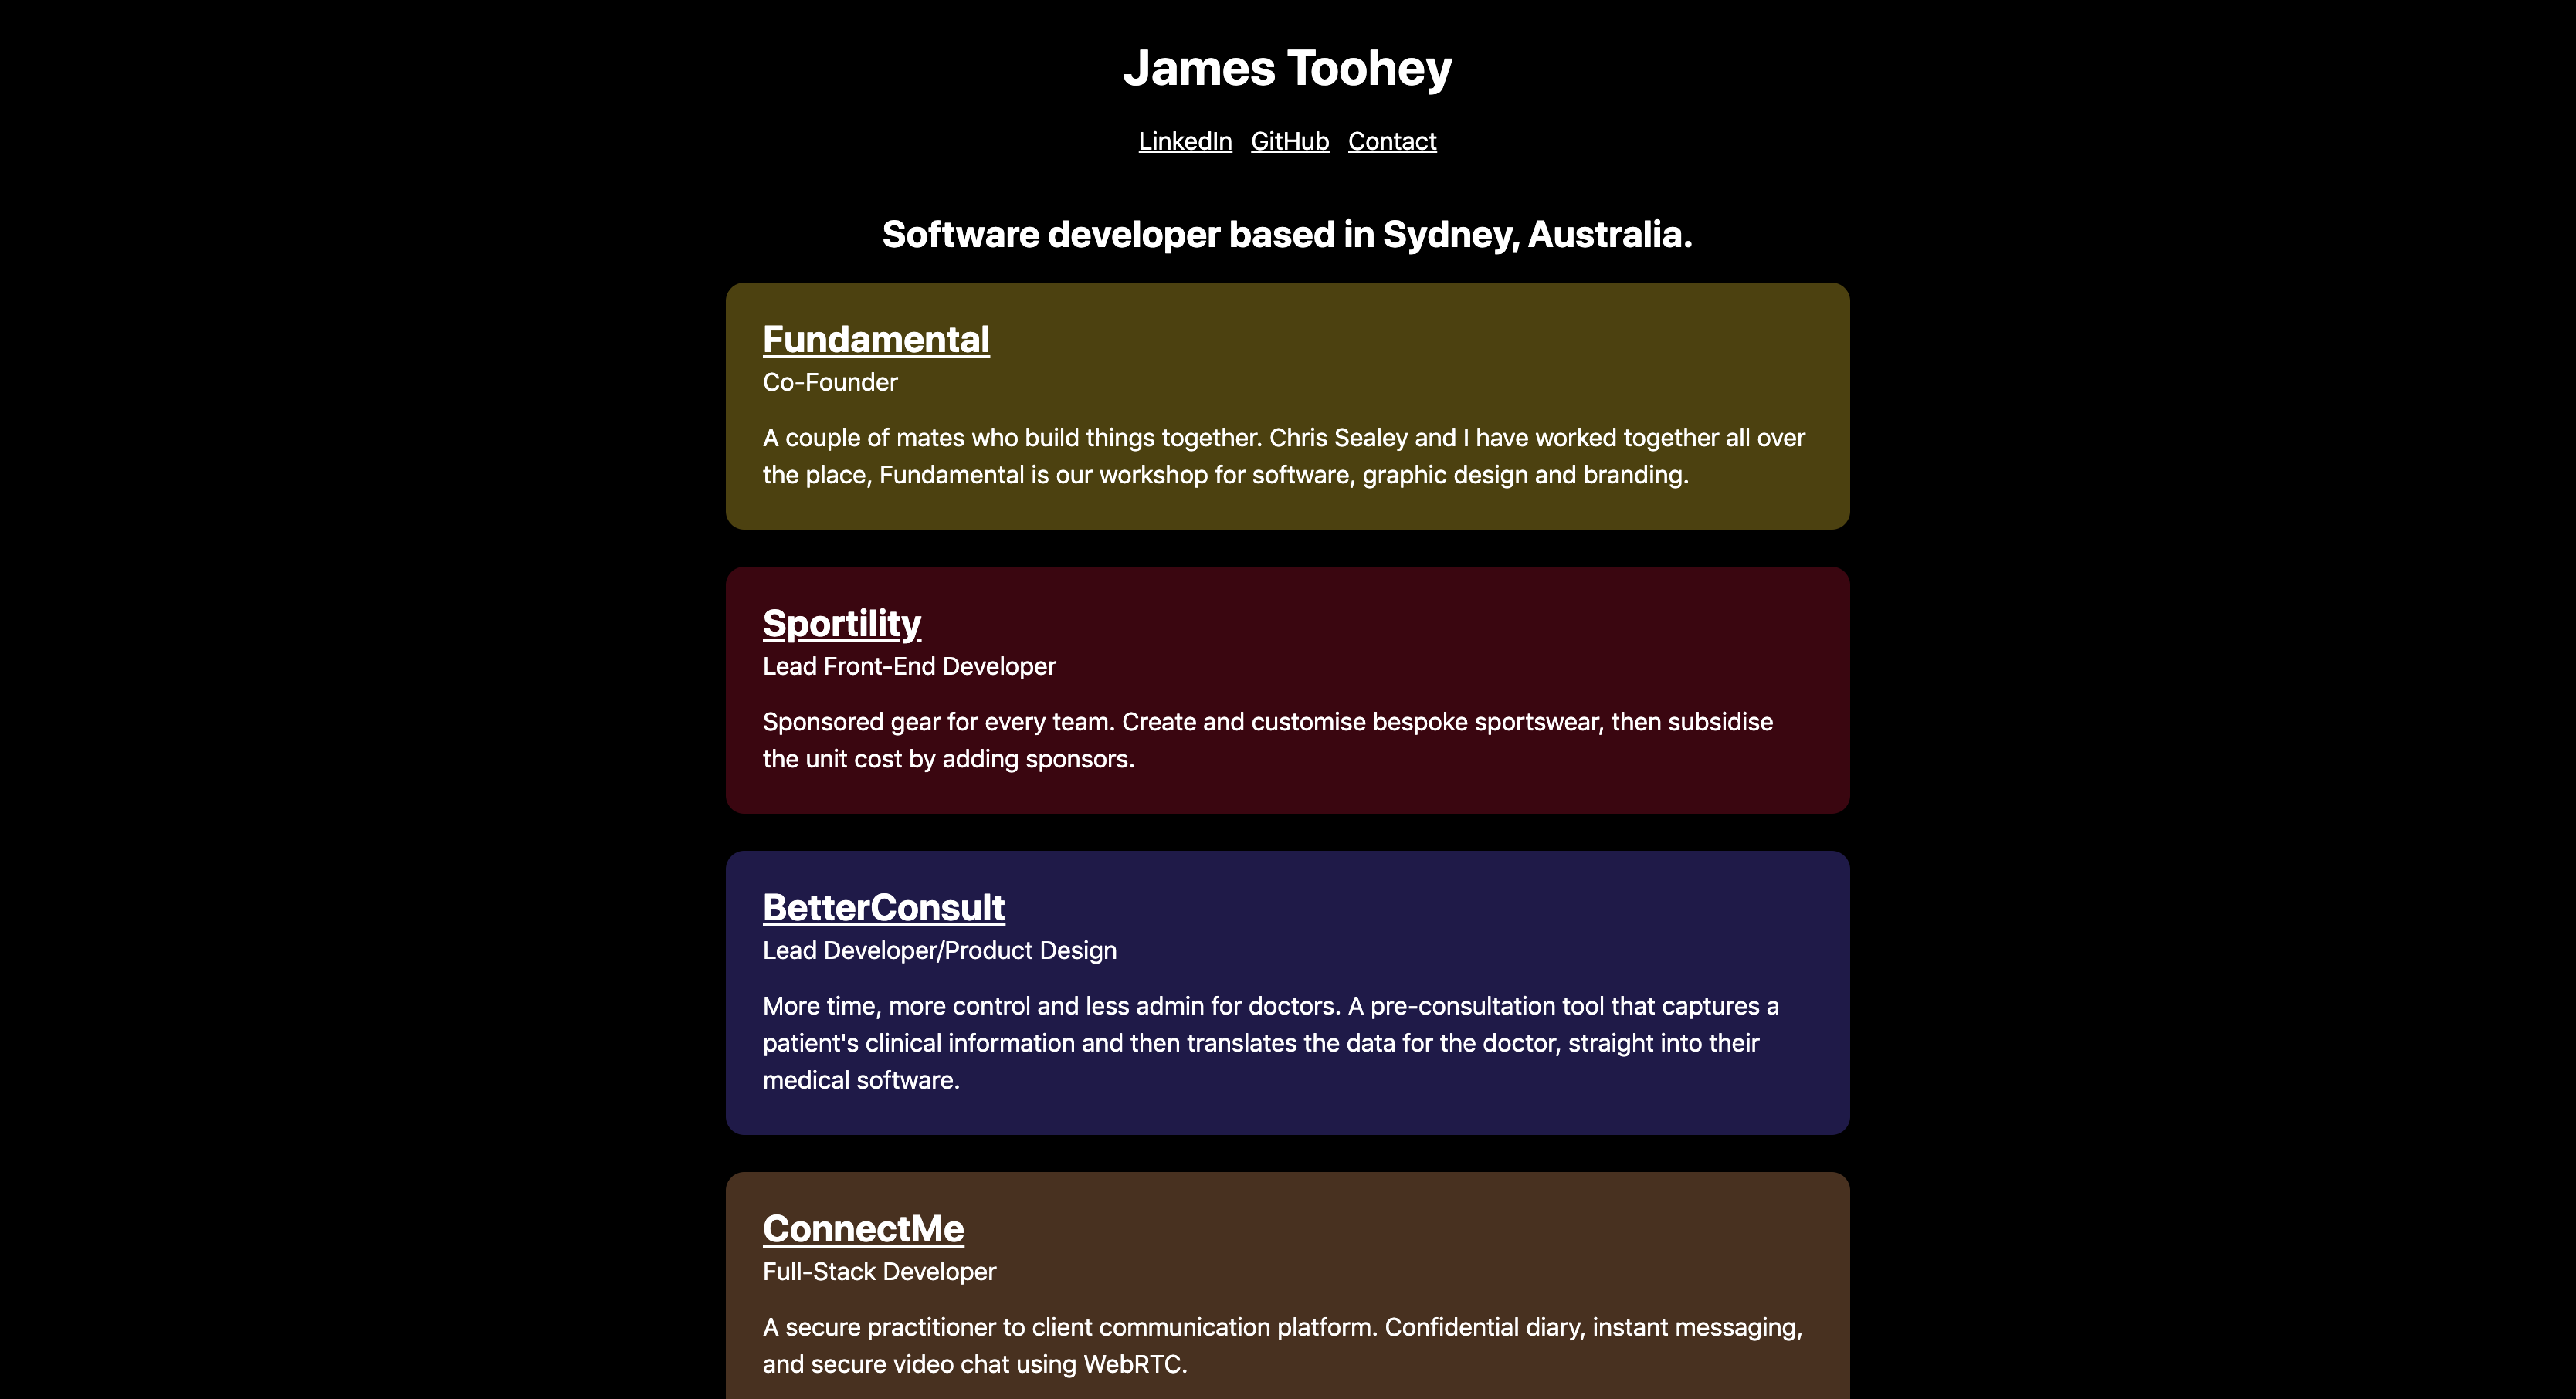 James Toohey
LinkedIn GitHub Contact
Software developer based in Sydney, Australia.
Fundamental
Co-Founder
A couple of mates who build things together. Chris Sealey and I have worked together all over
the place, Fundamental is our workshop for software, graphic design and branding.
Sportility
Lead Front-End Developer
Sponsored gear for every team. Create and customise bespoke sportswear, then subsidise
the unit cost by adding sponsors.
BetterConsult
Lead Developer/Product Design
More time, more control and less admin for doctors. A pre-consultation tool that captures a
patient's clinical information and then translates the data for the doctor, straight into their
medical software.
ConnectMe
Full-Stack Developer
A secure practitioner to client communication platform. Confidential diary, instant messaging,
and secure video chat using WebRTC.